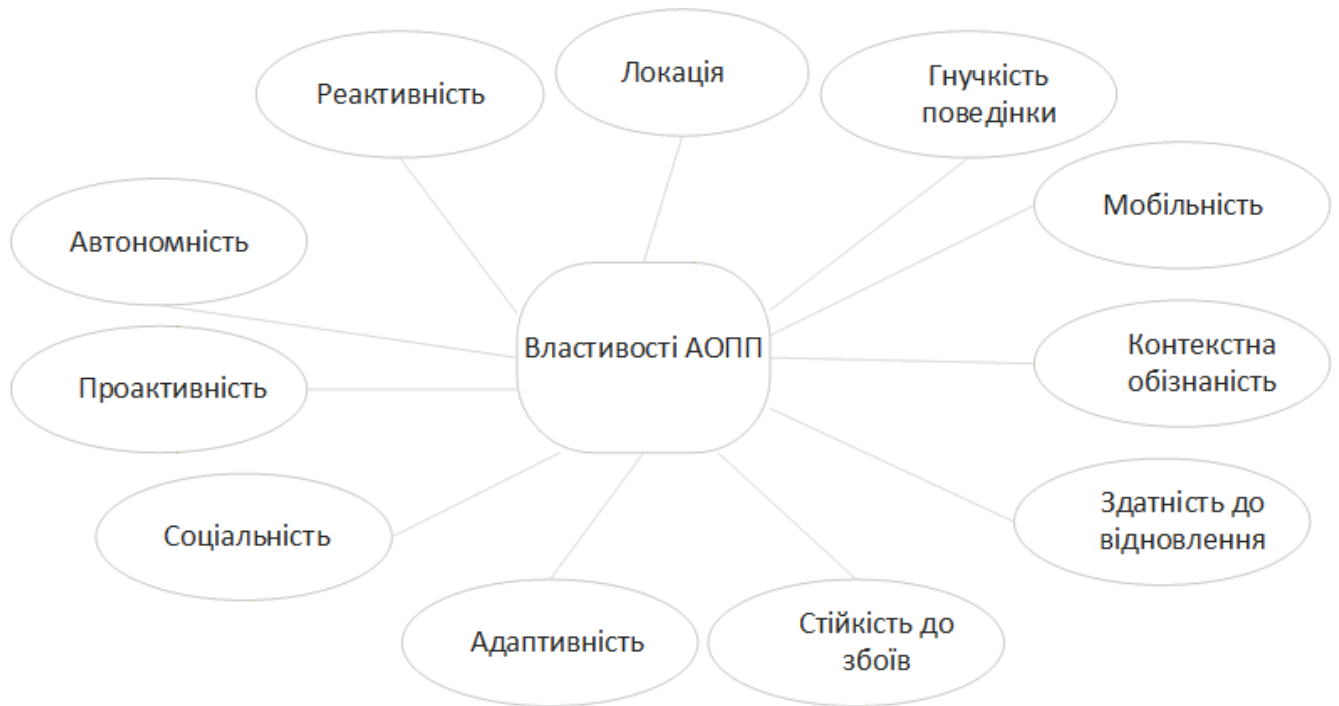 Локація
Гнучкість
поведінки
Реактивність
Мобільність
Автономність
Властивості АОПП
Контекстна
обізнаність
Проактивність
Здатність до
відновлення
Соціальність
Стійкість до
збоїв
Адаптивність